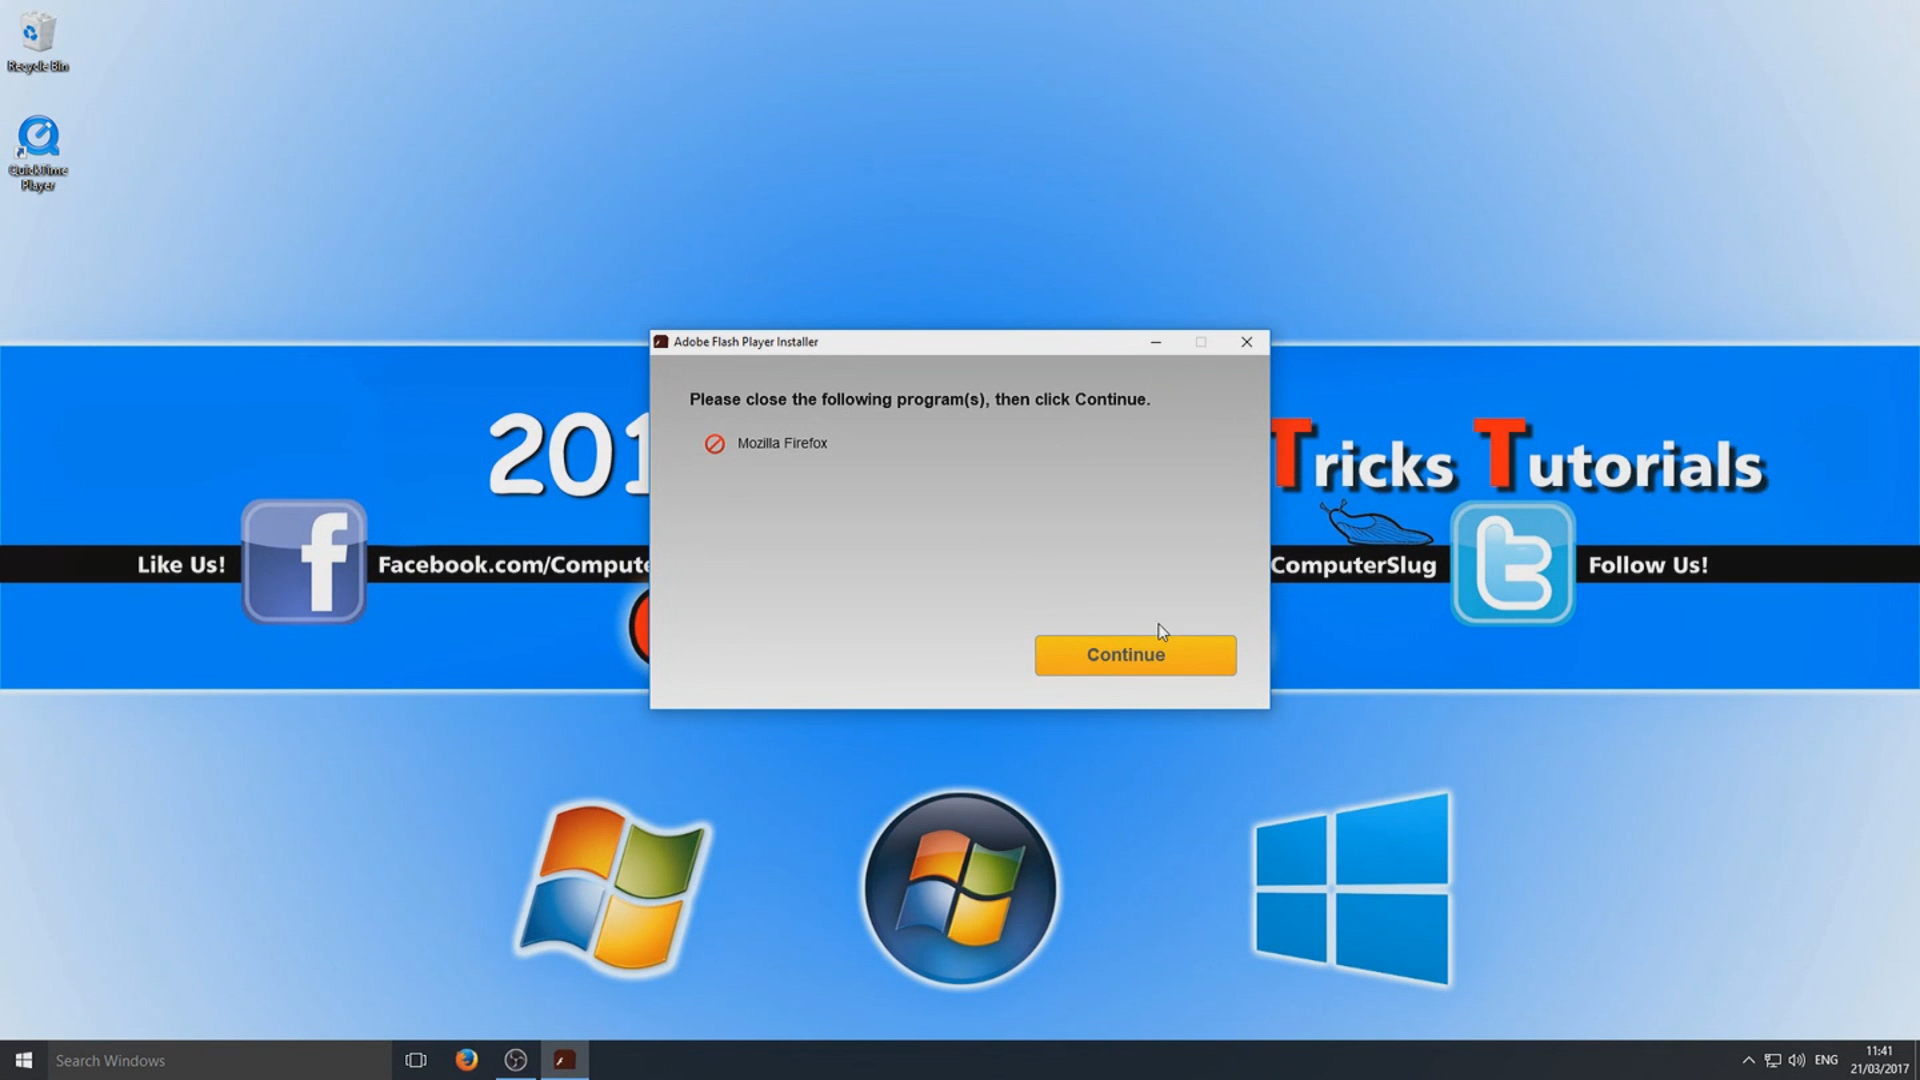 Recycle Bin
QuickTime
Player
Adobe Flash Player Installer
Please close the following program(s), then click Continue.
Mozilla Firefox
Continue
201
Tricks Tutorials
Like Us!
f
Facebook.com/Compute
ComputerSlug
t
Follow Us!
Search Windows
ENG
11:41
21/03/2017